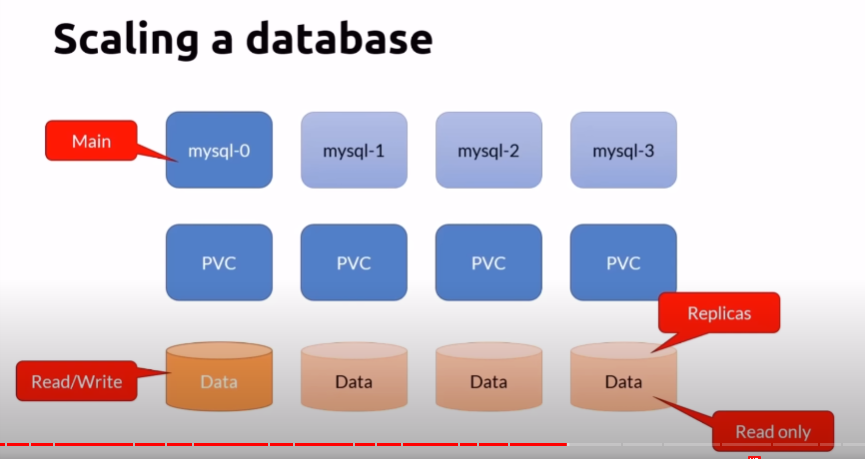 Scaling a database
Main
mysql-0
mysql-1
mysql-2
mysql-3
PVC
PVC
PVC
PVC
Replicas
Read/Write
Data
Data
Data
Data
Read only